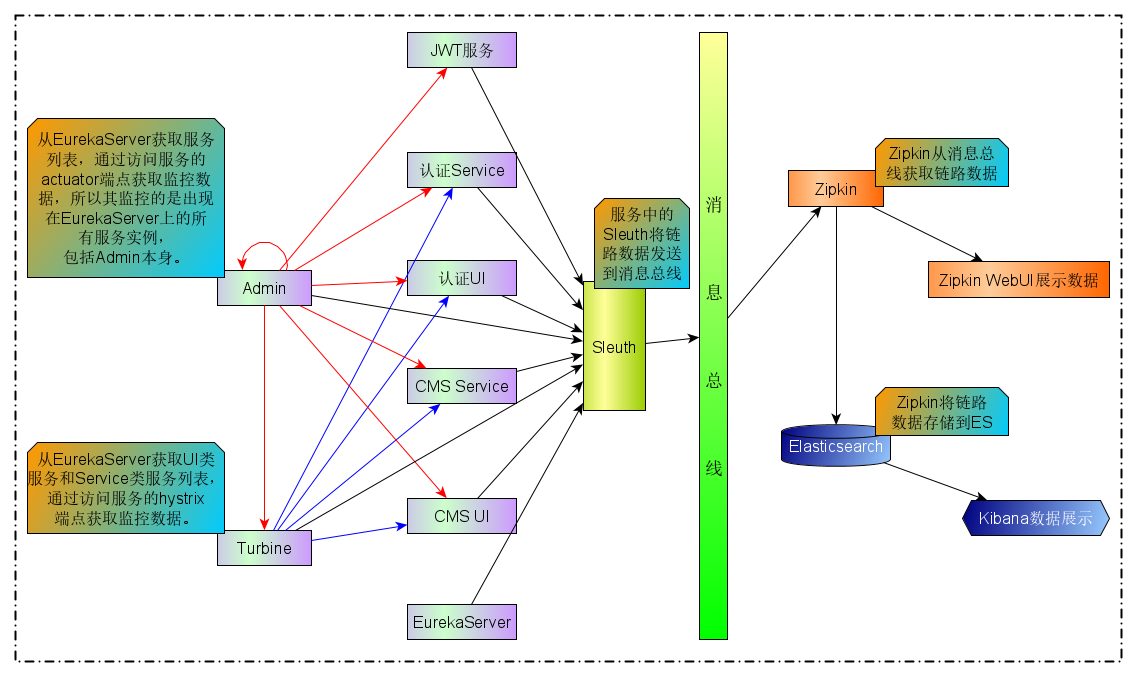 JWT服务
从EurekaServer获取服务
列表，通过访问服务的
actuator端点获取监控数
据，所以其监控的是出现
在EurekaServer上的所
有服务实例，
包括Admin本身。
认证Service
Admin
认证UI
CMS Service
从EurekaServer获取UI类
服务和Service类服务列表，
通过访问服务的hystrix
端点获取监控数据。
CMS UI
Turbine
EurekaServer
服务中的
Sleuth将链
路数据发送
到消息总线
Sleuth
消
息
总
线
Zipkin从消息总
线获取链路数据
Zipkin
Zipkin WebUI展示数据
Zipkin将链路
数据存储到ES
Elasticsearch
Kibana数据展示